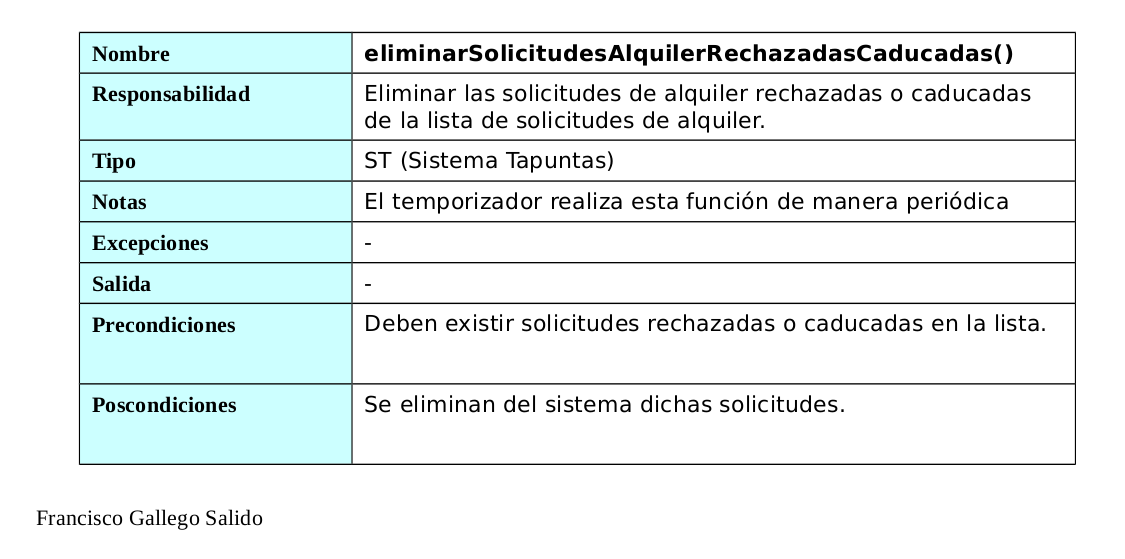 Nombre eliminarSolicitudesAlquilerRechazadasCaducadas()
Responsabilidad Eliminar las solicitudes de alquiler rechazadas o caducadas
de la lista de solicitudes de alquiler.
Tipo ST (Sistema Tapuntas)
Notas El temporizador realiza esta función de manera periódica
Excepciones -
Salida -
Precondiciones Deben existir solicitudes rechazadas o caducadas en la lista.
Poscondiciones Se eliminan del sistema dichas solicitudes.
Francisco Gallego Salido